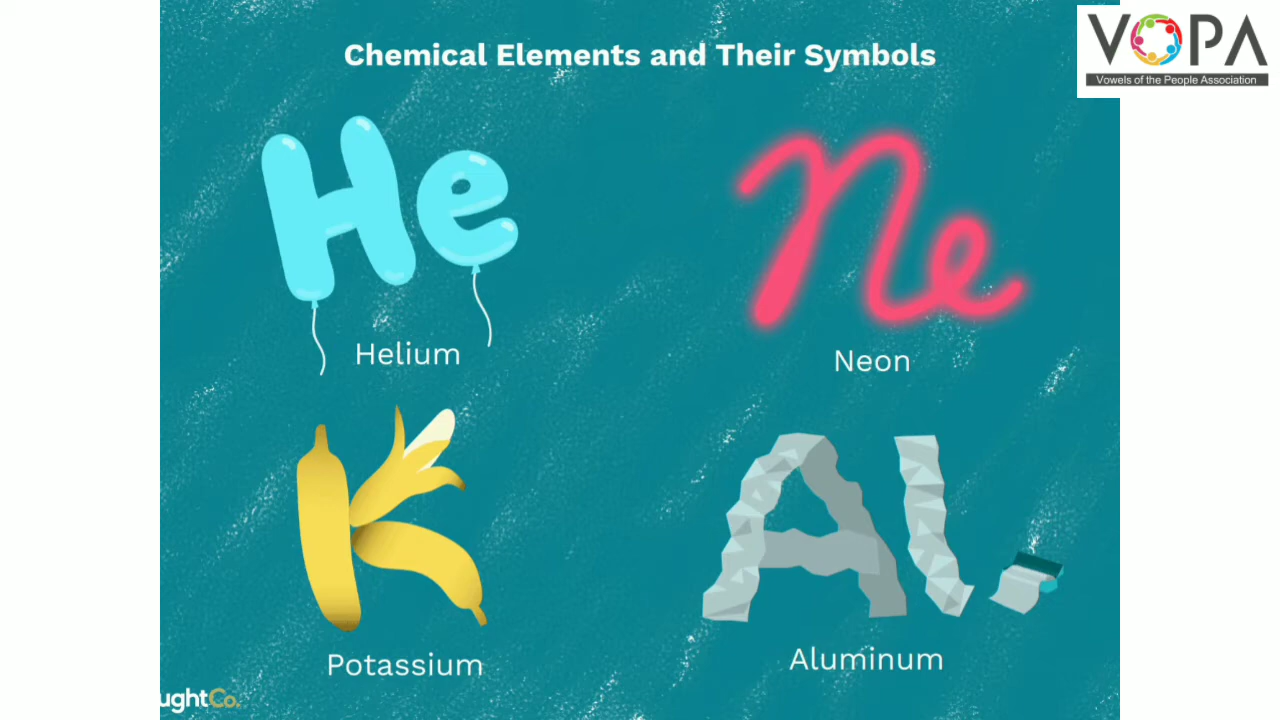 VOPA
Vowels of the People Association
Chemical Elements and Their Symbols
He
Ne
Helium
Neon
K
Al
Potassium
Aluminum
ughtCo.